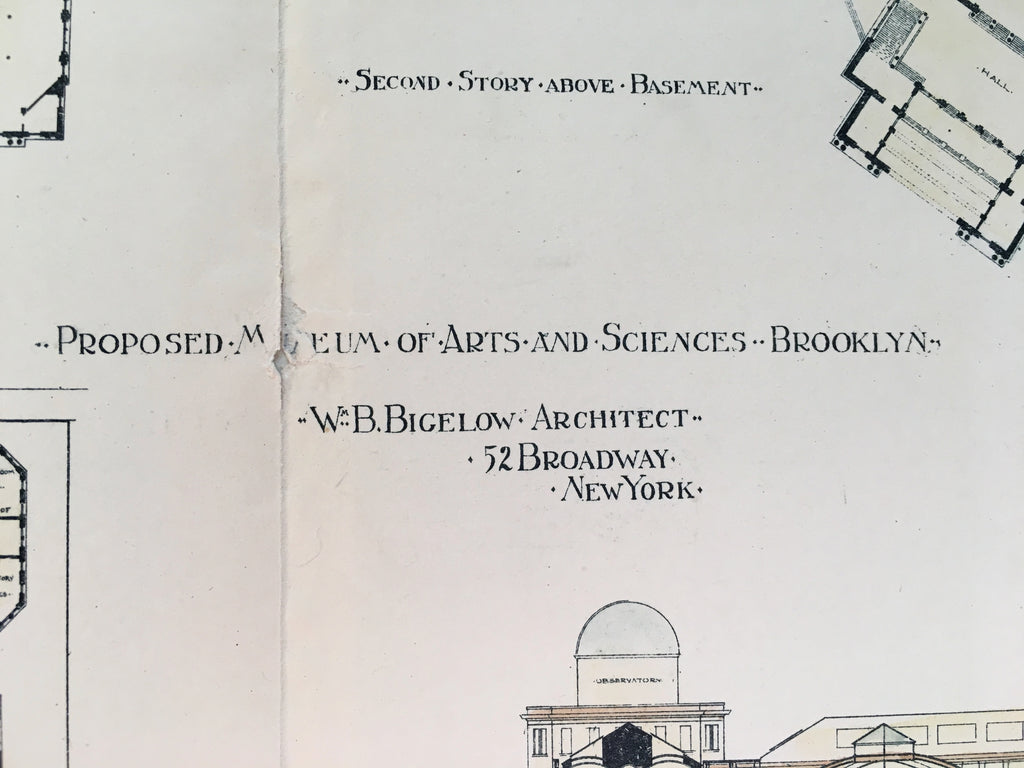 ·· SECOND · STORY · ABOVE · BASEMENT ··
HALL.
·· PROPOSED · M EUM · OF · ARTS · AND · SCIENCES ·· BROOKLYN ··
·· Wᴹ B. BIGELOW · ARCHITECT ··
· 52 BROADWAY ·
· NEW YORK ·
· OBSERVATORY ·